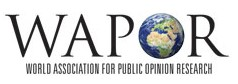 WAPOR
WORLD ASSOCIATION FOR PUBLIC OPINION RESEARCH